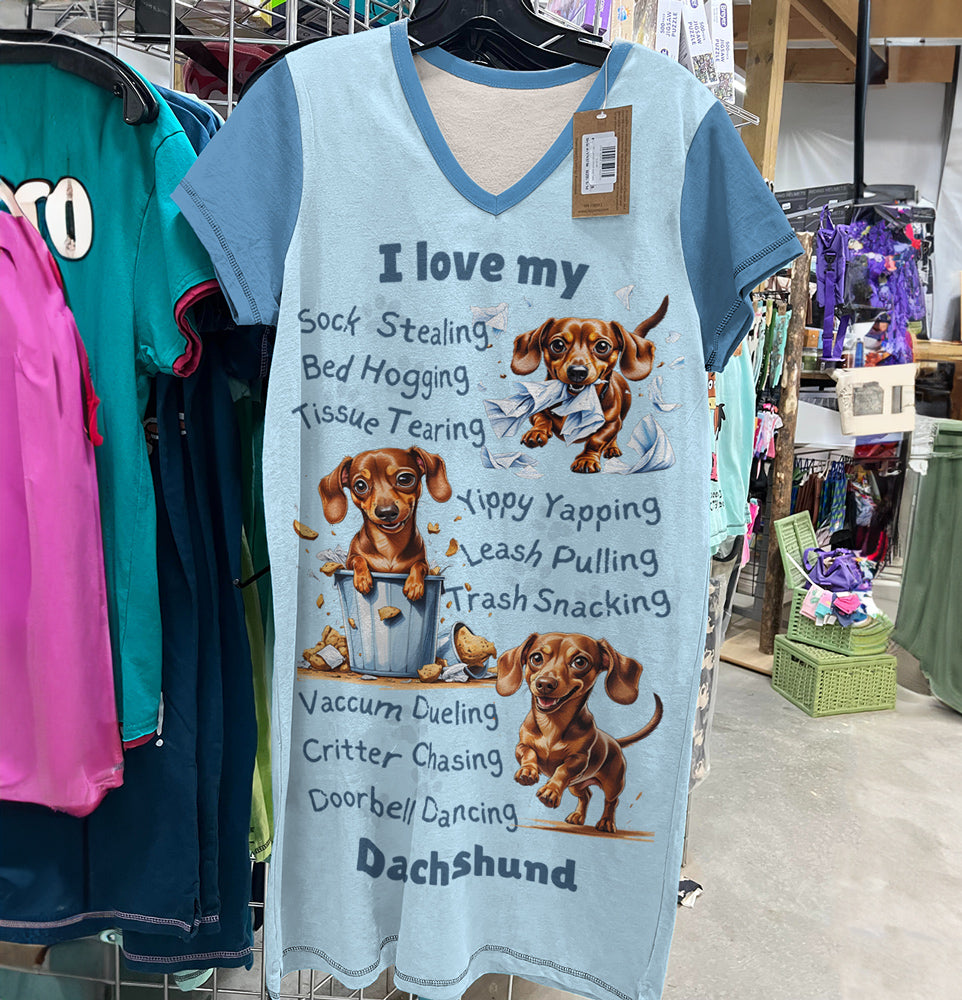 I love my
Sock Stealing
Bed Hogging
Tissue Tearing
Yippy Yapping
Leash Pulling
Trash Snacking
Vaccum Dueling
Critter Chasing
Doorbell Dancing
Dachshund